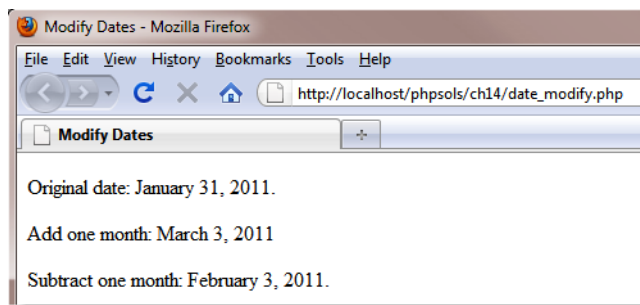 Modify Dates - Mozilla Firefox
File Edit View History Bookmarks Tools Help
http://localhost/phpsols/ch14/date_modify.php
Modify Dates
Original date: January 31, 2011.
Add one month: March 3, 2011
Subtract one month: February 3, 2011.